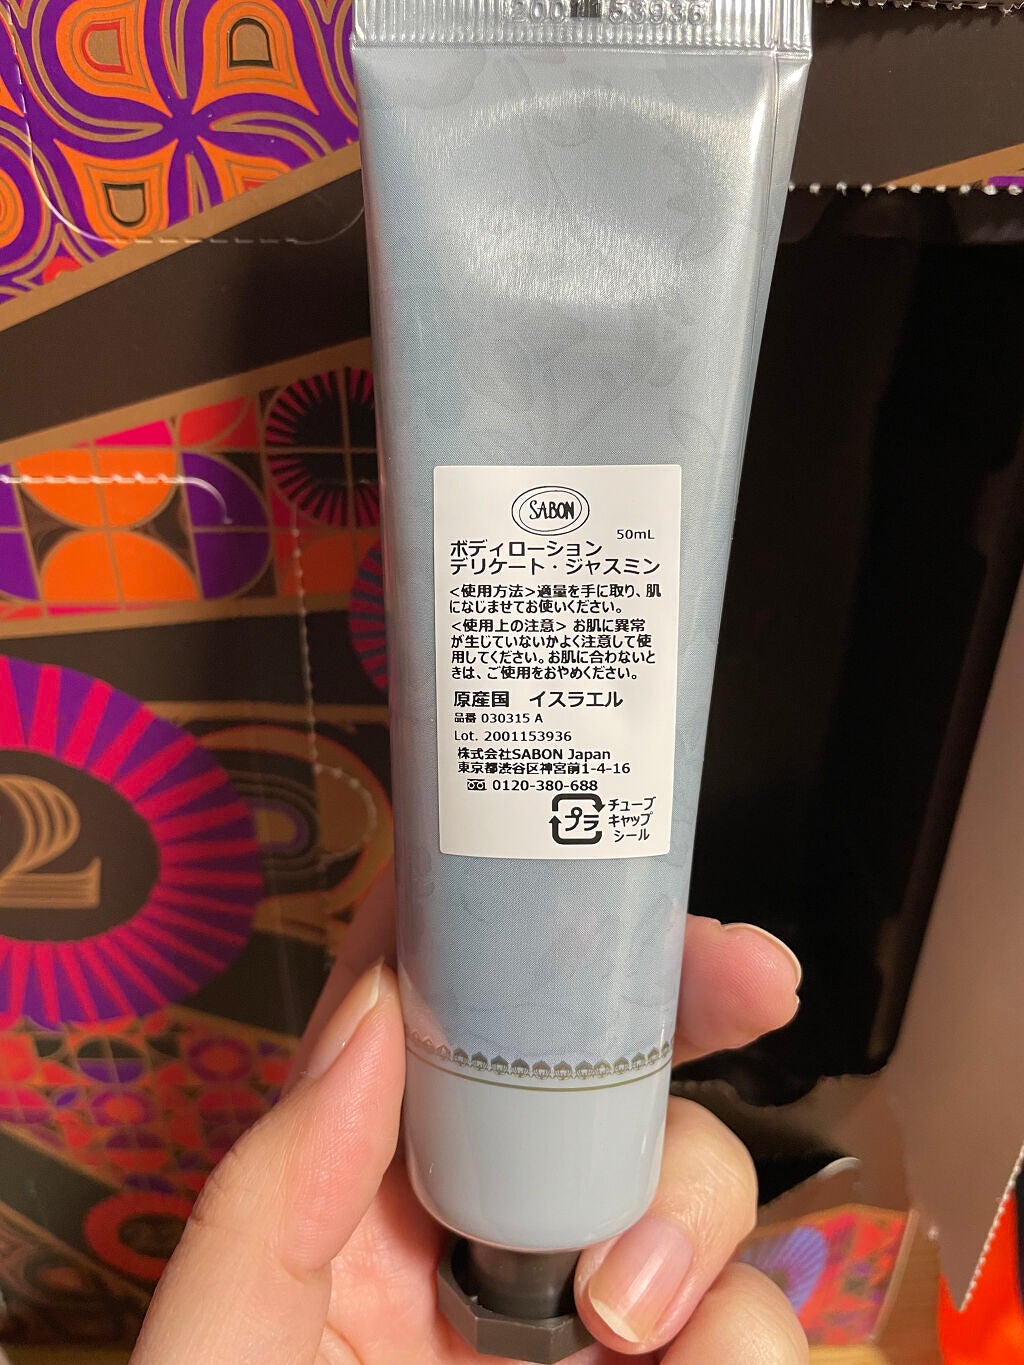 2001153936
SABON
50mL
ボディローション
デリケート・ジャスミン
<使用方法>適量を手に取り、肌
になじませてお使いください。
<使用上の注意> お肌に異常
が生じていないかよく注意して使
用してください。お肌に合わないと
きは、ご使用をおやめください。
原産国 イスラエル
品番 030315 A
Lot. 2001153936
株式会社SABON Japan
東京都渋谷区神宮前1-4-16
0120-380-688
プラ
チューブ
キャップ
シール
2